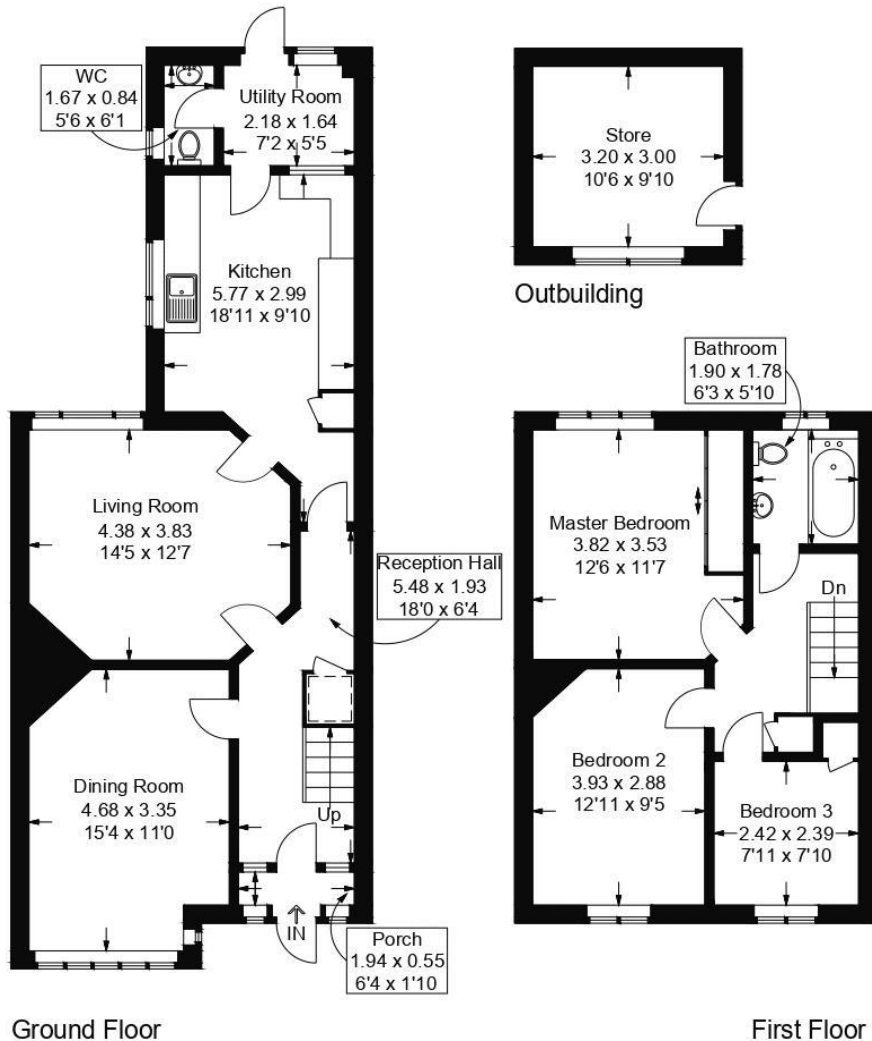 WC
1.67 x 0.84
5'6 x 6'1
Utility Room
2.18 x 1.64
7'2 x 5'5
Store
3.20 x 3.00
10'6 x 9'10
Outbuilding
Kitchen
5.77 x 2.99
18'11 x 9'10
Bathroom
1.90 x 1.78
6'3 x 5'10
Living Room
4.38 x 3.83
14'5 x 12'7
Reception Hall
5.48 x 1.93
18'0 x 6'4
Master Bedroom
3.82 x 3.53
12'6 x 11'7
Dn
Dining Room
4.68 x 3.35
15'4 x 11'0
Up
Bedroom 2
3.93 x 2.88
12'11 x 9'5
Bedroom 3
2.42 x 2.39
7'11 x 7'10
IN
Porch
1.94 x 0.55
6'4 x 1'10
Ground Floor
First Floor